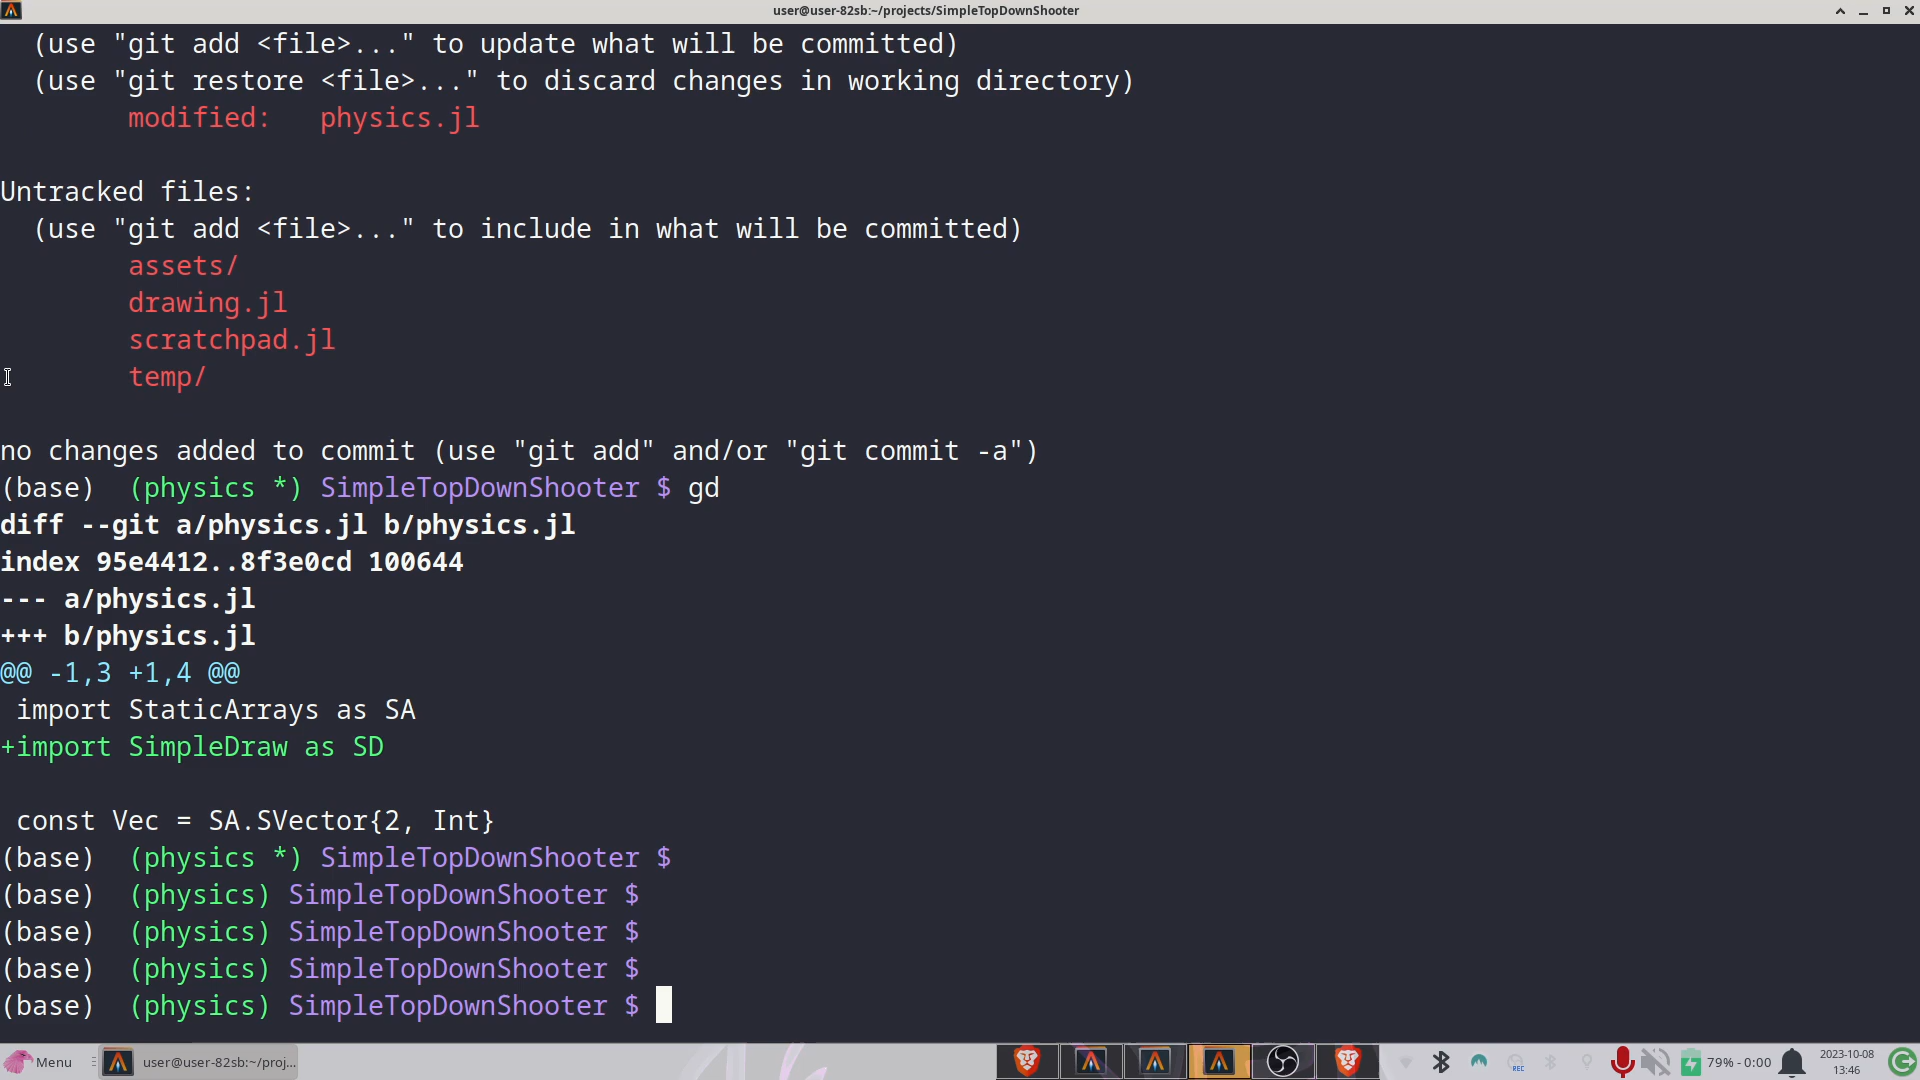 user@user-82sb:~/projects/SimpleTopDownShooter
(use "git add <file>..." to update what will be committed)
(use "git restore <file>..." to discard changes in working directory)
modified:   physics.jl
Untracked files:
(use "git add <file>..." to include in what will be committed)
assets/
drawing.jl
scratchpad.jl
temp/
no changes added to commit (use "git add" and/or "git commit -a")
(base)  (physics *) SimpleTopDownShooter $ gd
diff --git a/physics.jl b/physics.jl
index 95e4412..8f3e0cd 100644
--- a/physics.jl
+++ b/physics.jl
@@ -1,3 +1,4 @@
 import StaticArrays as SA
+import SimpleDraw as SD
 const Vec = SA.SVector{2, Int}
(base)  (physics *) SimpleTopDownShooter $
(base)  (physics) SimpleTopDownShooter $
(base)  (physics) SimpleTopDownShooter $
(base)  (physics) SimpleTopDownShooter $
(base)  (physics) SimpleTopDownShooter $
Menu
user@user-82sb:~/proj...
REC
79% - 0:00
2023-10-08
13:46